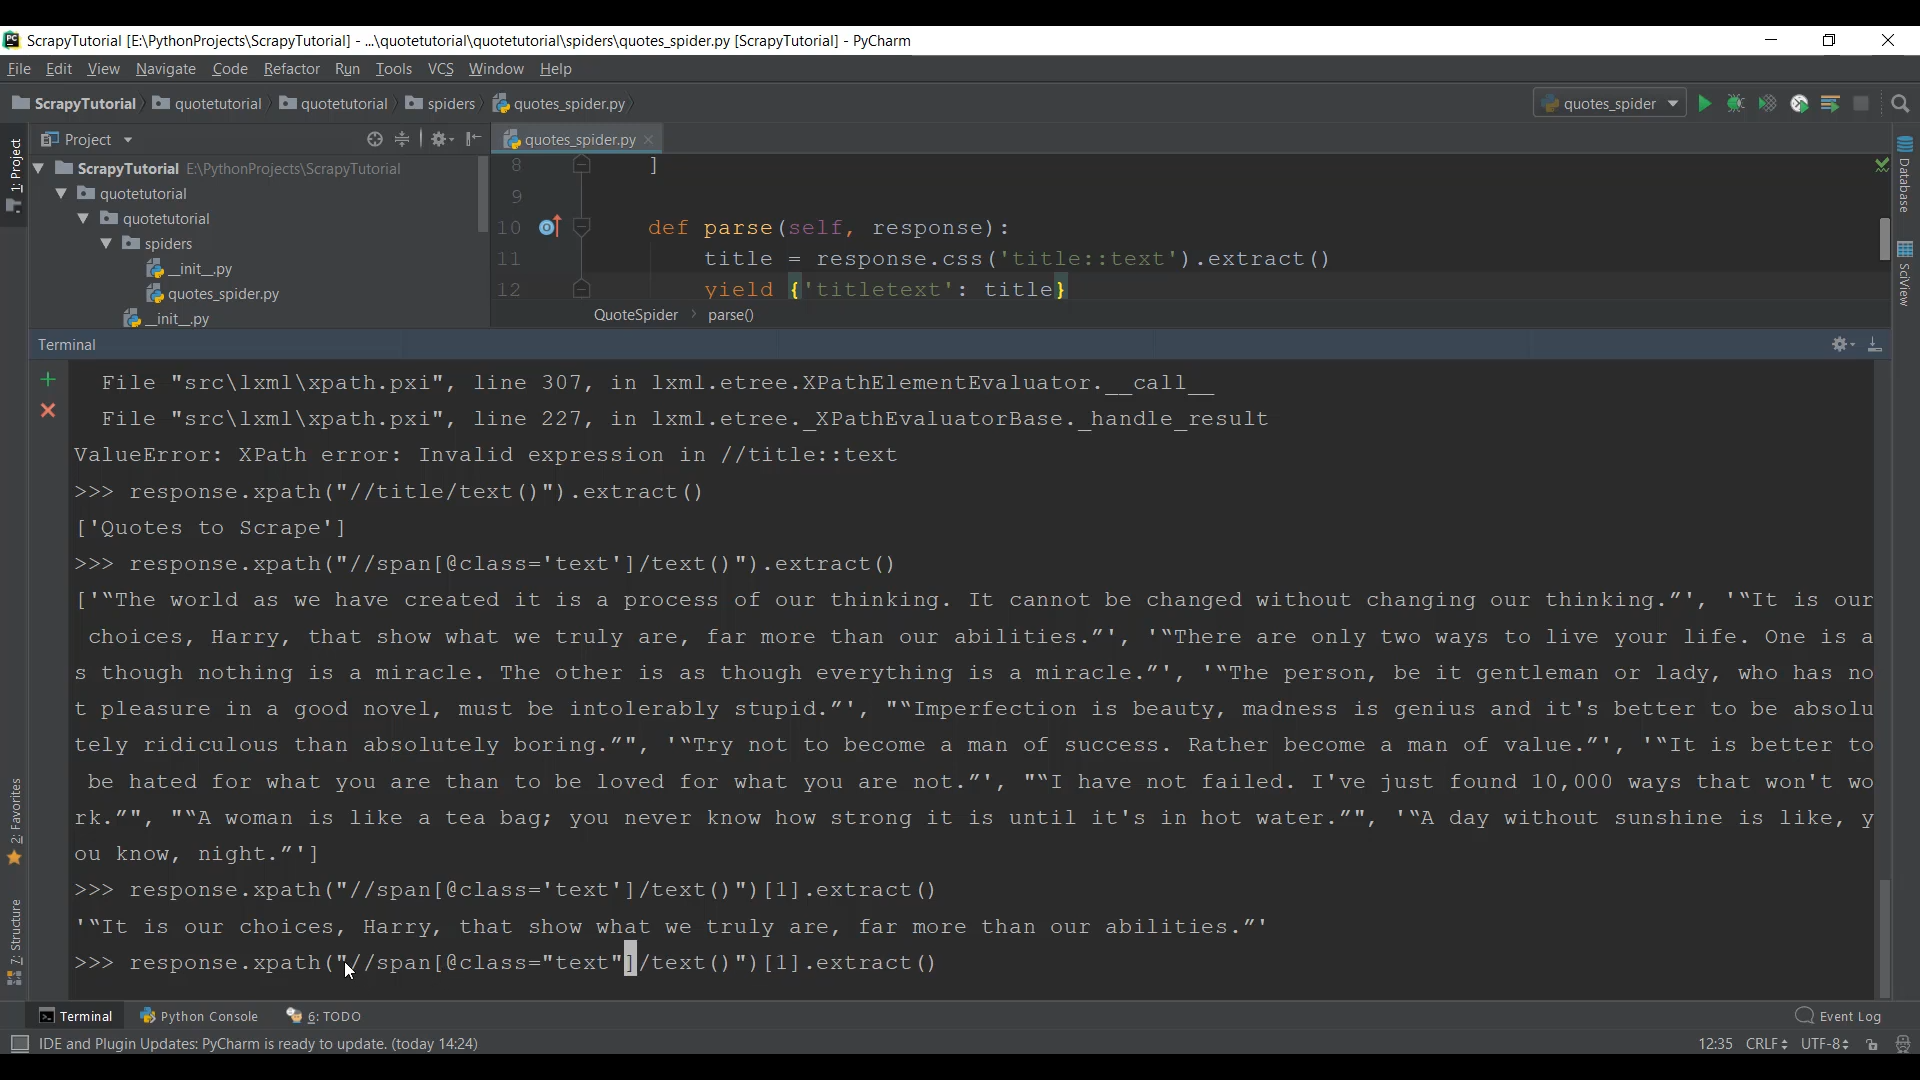 ScrapyTutorial [E:\PythonProjects\ScrapyTutorial] - ...\quotetutorial\quotetutorial\spiders\quotes_spider.py [ScrapyTutorial] - PyCharm
File Edit View Navigate Code Refactor Run Tools VCS Window Help
ScrapyTutorial quotetutorial quotetutorial spiders quotes_spider.py
quotes_spider
1: Project
Project
quotes_spider.py
ScrapyTutorial E:\PythonProjects\ScrapyTutorial
quotetutorial
quotetutorial
spiders
__init__.py
quotes_spider.py
__init__.py
8 ]
9
10 def parse(self, response):
11 title = response.css('title::text').extract()
12 yield {'titletext': title}
QuoteSpider › parse()
Database
SciView
Terminal
File "src\lxml\xpath.pxi", line 307, in lxml.etree.XPathElementEvaluator.__call__
File "src\lxml\xpath.pxi", line 227, in lxml.etree._XPathEvaluatorBase._handle_result
ValueError: XPath error: Invalid expression in //title::text
>>> response.xpath("//title/text()").extract()
['Quotes to Scrape']
>>> response.xpath("//span[@class='text']/text()").extract()
['“The world as we have created it is a process of our thinking. It cannot be changed without changing our thinking.”', '“It is our
choices, Harry, that show what we truly are, far more than our abilities.”', '“There are only two ways to live your life. One is a
s though nothing is a miracle. The other is as though everything is a miracle.”', '“The person, be it gentleman or lady, who has no
t pleasure in a good novel, must be intolerably stupid.”', "“Imperfection is beauty, madness is genius and it's better to be absolu
tely ridiculous than absolutely boring.”", '“Try not to become a man of success. Rather become a man of value.”', '“It is better to
be hated for what you are than to be loved for what you are not.”', "“I have not failed. I've just found 10,000 ways that won't wo
rk.”", "“A woman is like a tea bag; you never know how strong it is until it's in hot water.”", '“A day without sunshine is like, y
ou know, night.”']
>>> response.xpath("//span[@class='text']/text()")[1].extract()
'“It is our choices, Harry, that show what we truly are, far more than our abilities.”'
>>> response.xpath("//span[@class="text"]/text()")[1].extract()
2: Favorites
7: Structure
Terminal Python Console 6: TODO Event Log
IDE and Plugin Updates: PyCharm is ready to update. (today 14:24) 12:35 CRLF UTF-8